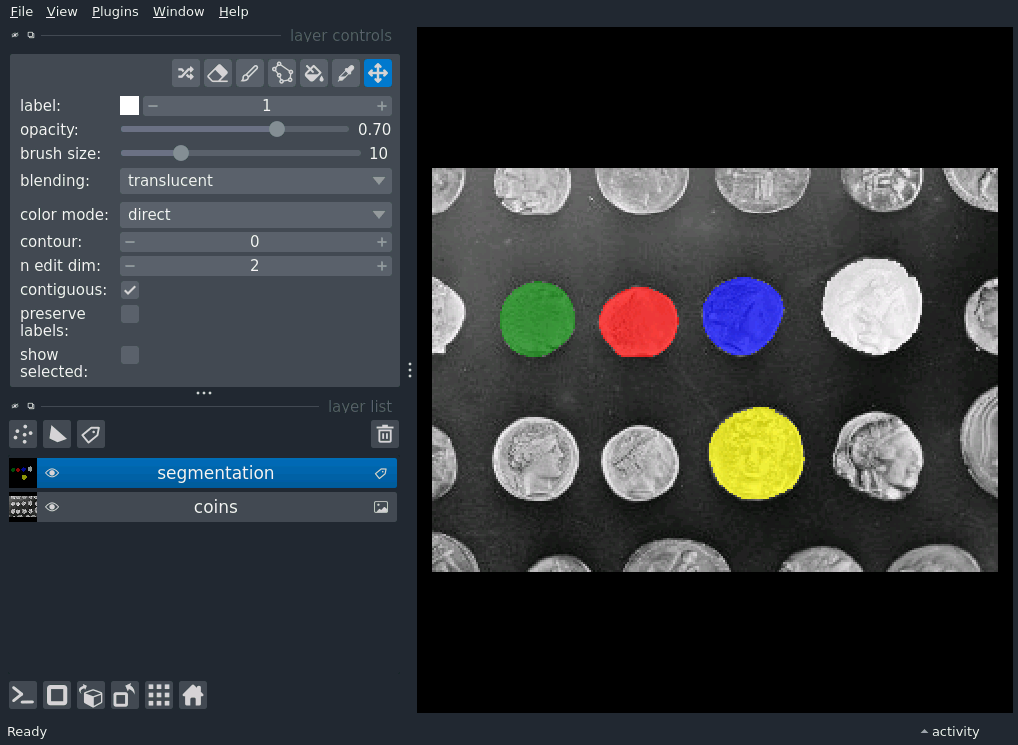 File View Plugins Window Help
layer controls
label: 1
opacity: 0.70
brush size: 10
blending: translucent
color mode: direct
contour: 0
n edit dim: 2
contiguous:
preserve
labels:
show
selected:
layer list
segmentation
coins
Ready
activity